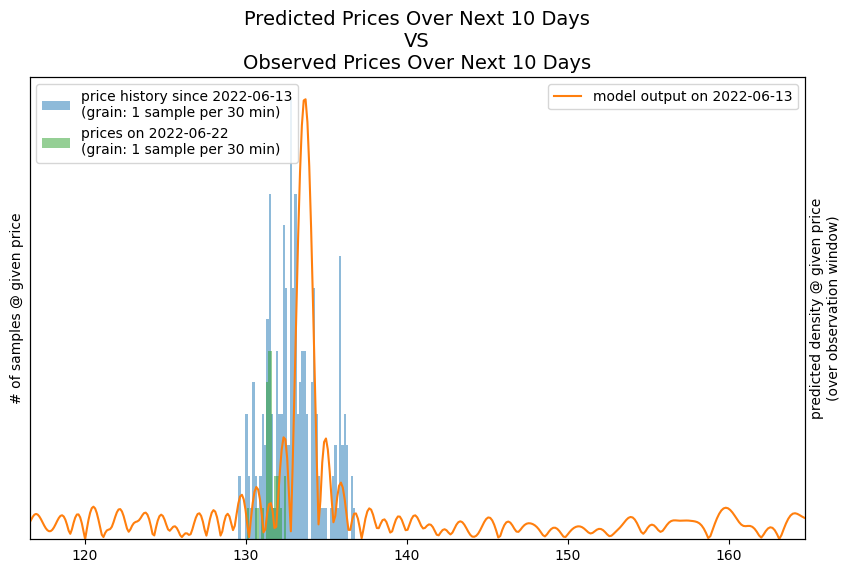 Predicted Prices Over Next 10 Days
VS
Observed Prices Over Next 10 Days
price history since 2022-06-13
(grain: 1 sample per 30 min)
prices on 2022-06-22
(grain: 1 sample per 30 min)
model output on 2022-06-13
# of samples @ given price
predicted density @ given price
(over observation window)
120
130
140
150
160